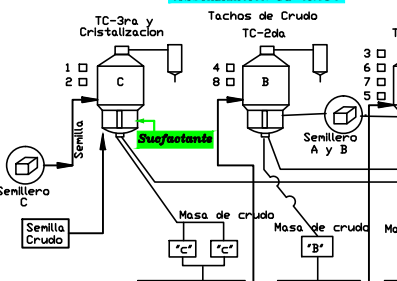 Tachos de Crudo
TC-3ra y
Cristalizacion
TC-2da
1
2
C
4
8
B
3
6
7
5
Semilla
Sucfactante
Semillero
A y B
Semillero
C
Semilla
Crudo
Masa de crudo
"C"
"C"
Masa de crudo
"B"